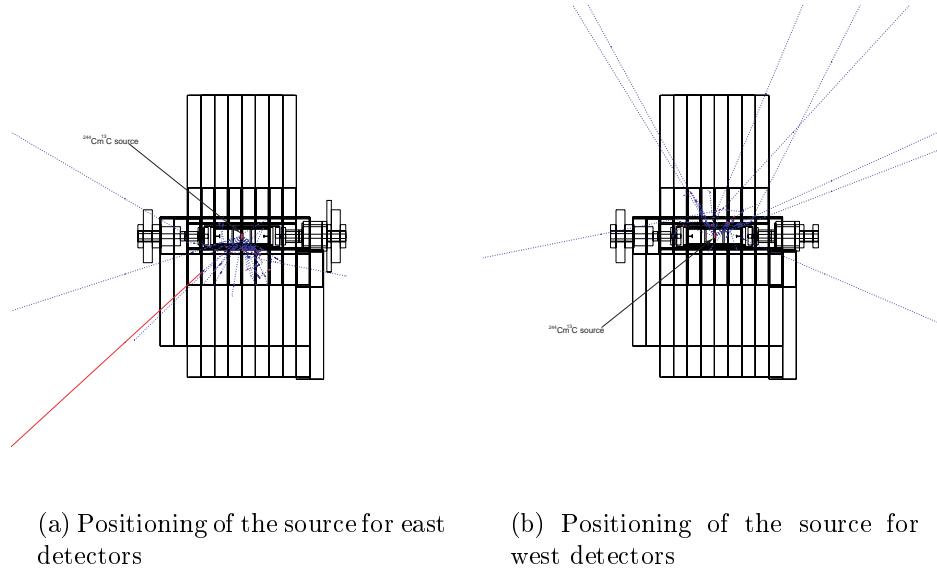 ²⁴⁴Cm¹³C source
²⁴⁴Cm¹³C source
(a) Positioning of the source for east
detectors
(b) Positioning of the source for
west detectors